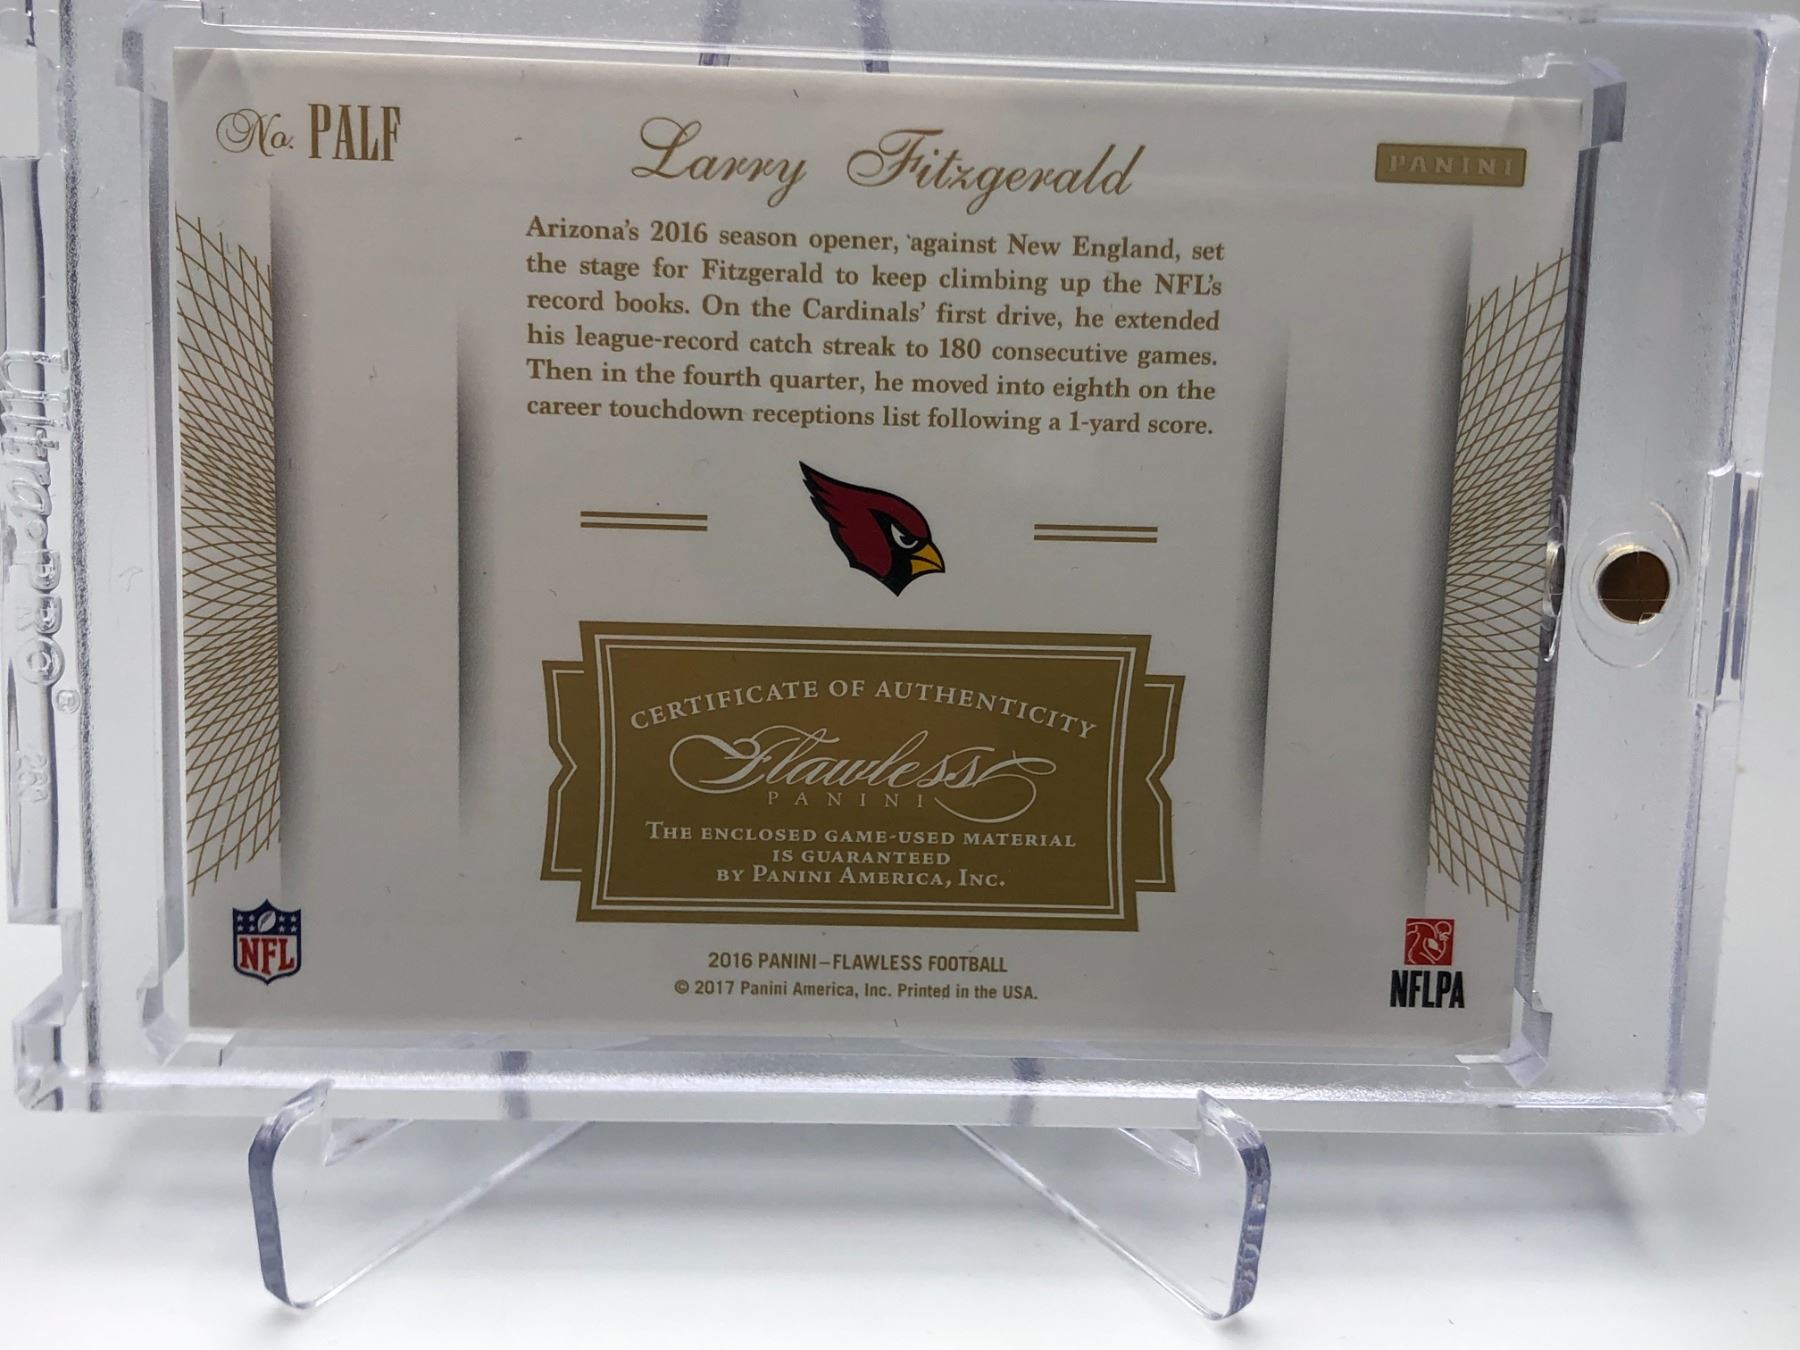 No. PALF
Larry Fitzgerald
PANINI
Arizona's 2016 season opener, against New England, set
the stage for Fitzgerald to keep climbing up the NFL's
record books. On the Cardinals' first drive, he extended
his league-record catch streak to 180 consecutive games.
Then in the fourth quarter, he moved into eighth on the
career touchdown receptions list following a 1-yard score.
CERTIFICATE OF AUTHENTICITY
Flawless
PANINI
THE ENCLOSED GAME-USED MATERIAL
IS GUARANTEED
BY PANINI AMERICA, INC.
NFL
2016 PANINI–FLAWLESS FOOTBALL
© 2017 Panini America, Inc. Printed in the USA.
NFLPA
Ultra·PRO®